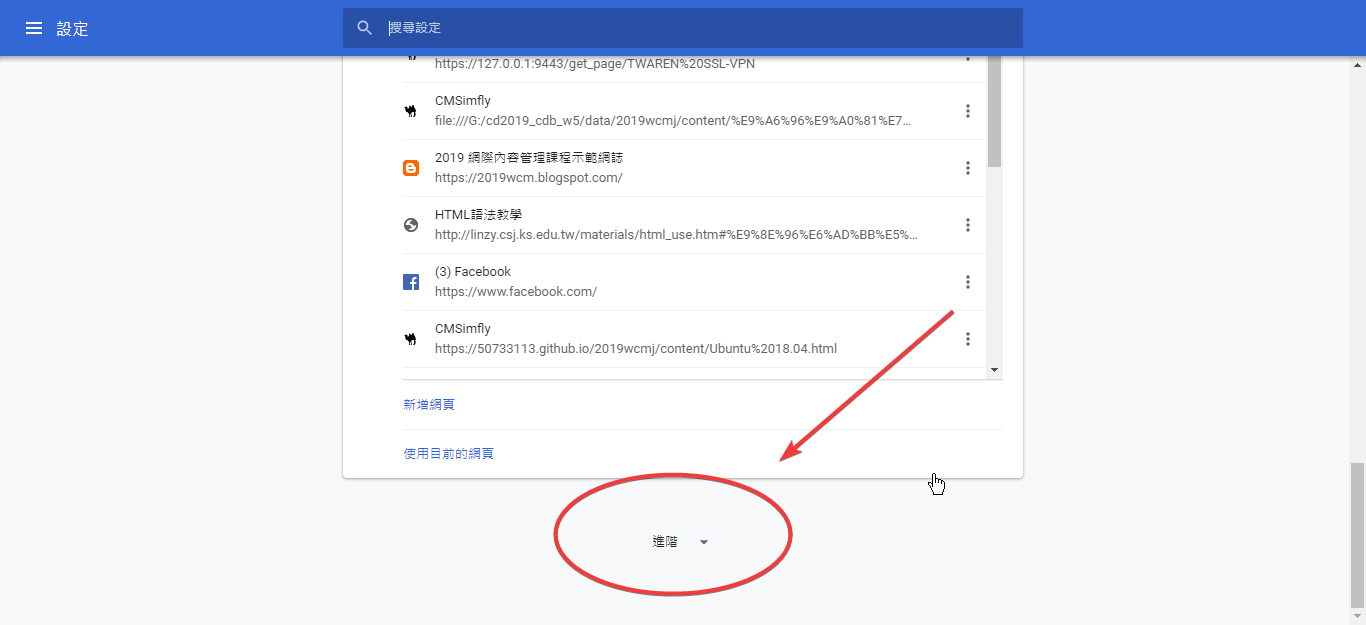 設定
搜尋設定
https://127.0.0.1:9443/get_page/TWAREN%20SSL-VPN
CMSimfly
file:///G:/cd2019_cdb_w5/data/2019wcmj/content/%E9%A6%96%E9%A0%81/%E7...
2019 網際內容管理課程示範網誌
https://2019wcm.blogspot.com/
HTML語法教學
http://linzy.csj.ks.edu.tw/materials/html_use.htm#%E9%8E%96%E6%AD%BB%E5%...
(3) Facebook
https://www.facebook.com/
CMSimfly
https://50733113.github.io/2019wcmj/content/Ubuntu%2018.04.html
新增網頁
使用目前的網頁
進階